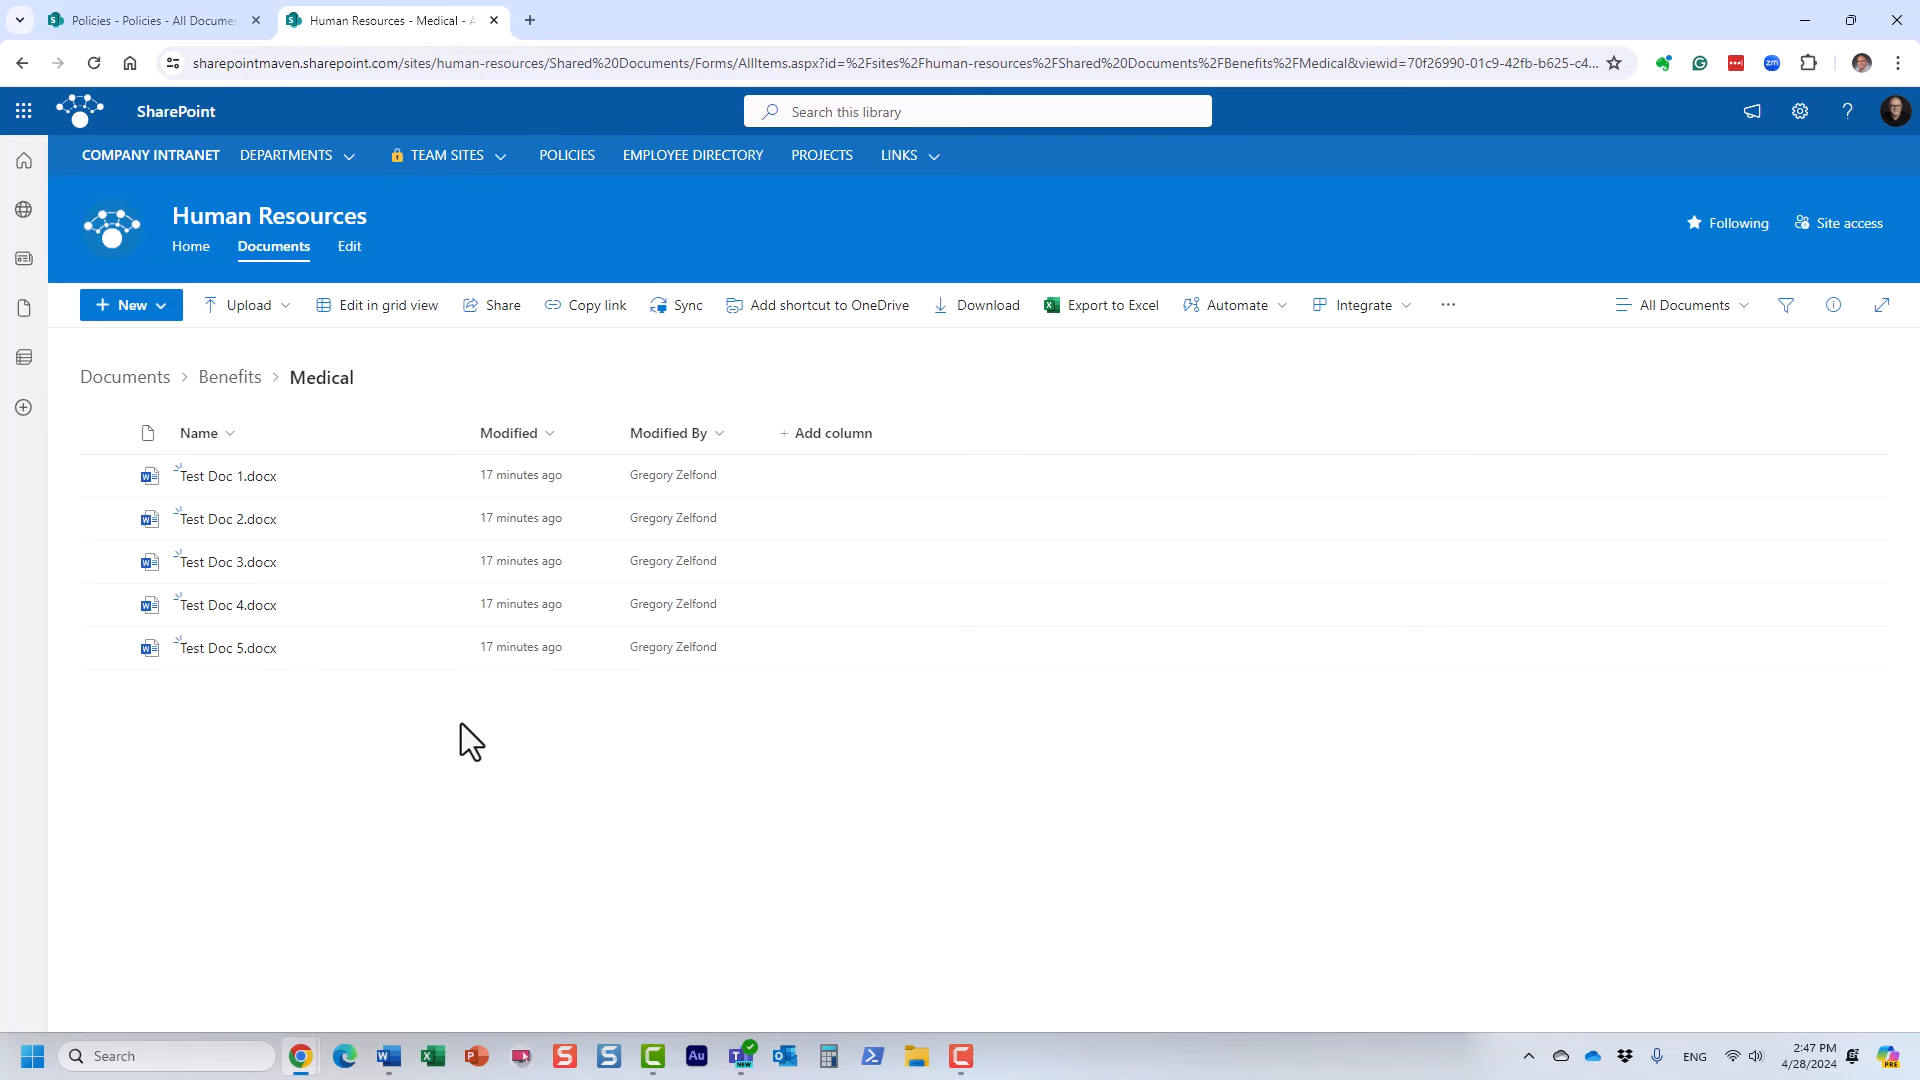 Policies - Policies - All Docume
Human Resources - Medical - A
sharepointmaven.sharepoint.com/sites/human-resources/Shared%20Documents/Forms/AllItems.aspx?id=%2Fsites%2Fhuman-resources%2FShared%20Documents%2FBenefits%2FMedical&viewid=70f26990-01c9-42fb-b625-c4...
SharePoint
Search this library
COMPANY INTRANET DEPARTMENTS TEAM SITES POLICIES EMPLOYEE DIRECTORY PROJECTS LINKS
Human Resources
Home Documents Edit
Following Site access
New Upload Edit in grid view Share Copy link Sync Add shortcut to OneDrive Download Export to Excel Automate Integrate ... All Documents
Documents > Benefits > Medical
Name Modified Modified By + Add column
Test Doc 1.docx 17 minutes ago Gregory Zelfond
Test Doc 2.docx 17 minutes ago Gregory Zelfond
Test Doc 3.docx 17 minutes ago Gregory Zelfond
Test Doc 4.docx 17 minutes ago Gregory Zelfond
Test Doc 5.docx 17 minutes ago Gregory Zelfond
Search
Au
NEW
ENG
2:47 PM
4/28/2024
PRE